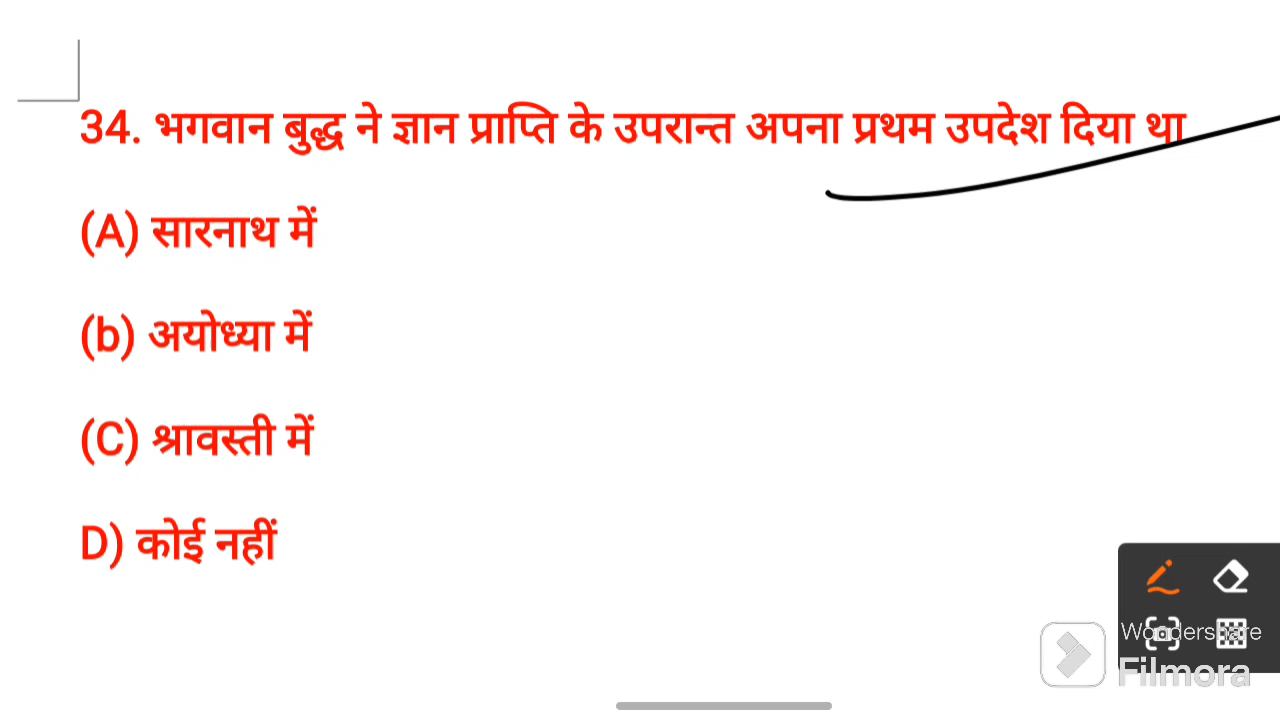 34. भगवान बुद्ध ने ज्ञान प्राप्ति के उपरान्त अपना प्रथम उपदेश दिया था
(A) सारनाथ में
(b) अयोध्या में
(C) श्रावस्ती में
D) कोई नहीं
Wondershare
Filmora